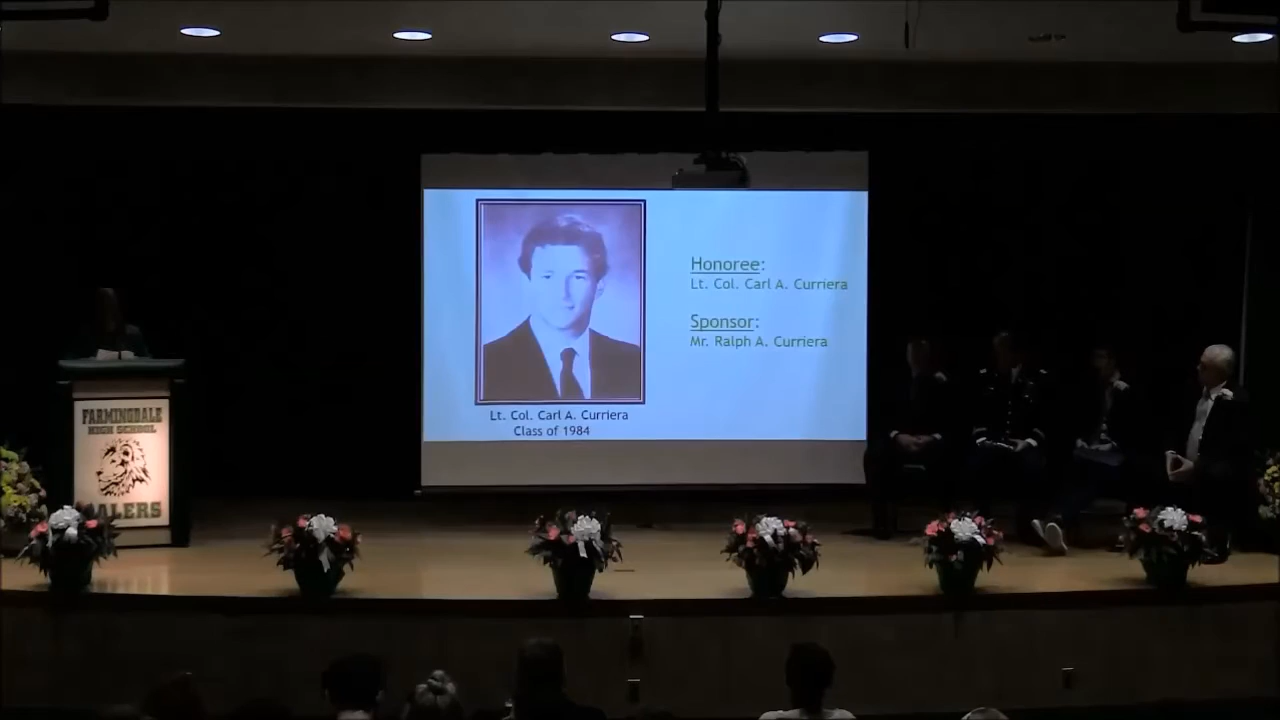 Honoree:
Lt. Col. Carl A. Curriera
Sponsor:
Mr. Ralph A. Curriera
Lt. Col. Carl A. Curriera
Class of 1984
FARMINGDALE
HIGH SCHOOL